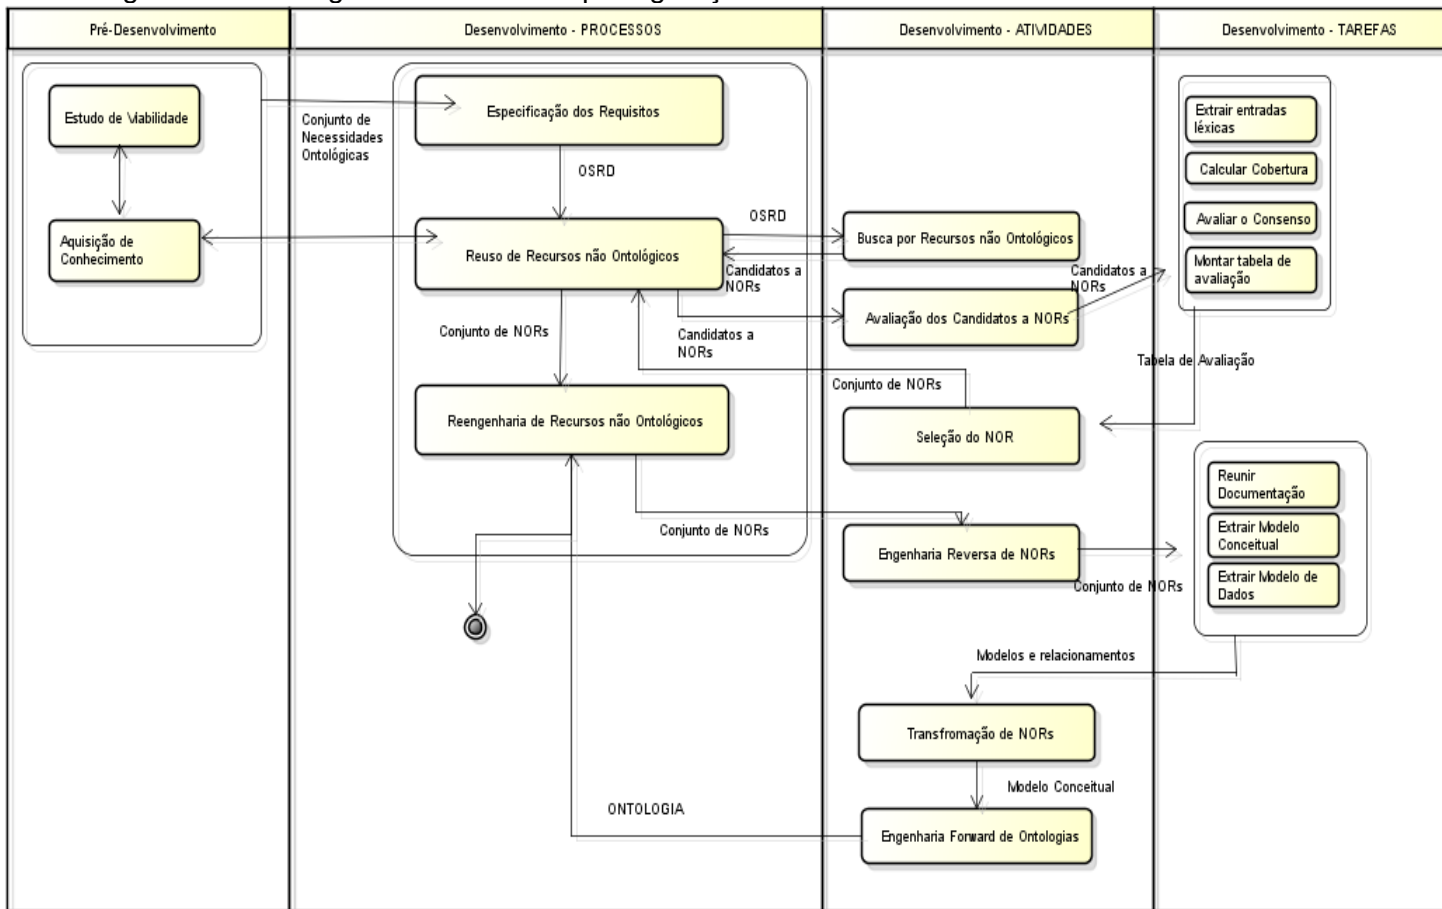 Pré-Desenvolvimento
Desenvolvimento - PROCESSOS
Desenvolvimento - ATIVIDADES
Desenvolvimento - TAREFAS
Estudo de Viabilidade
Aquisição de
Conhecimento
Conjunto de
Necessidades
Ontológicas
Especificação dos Requisitos
OSRD
Reuso de Recursos não Ontológicos
OSRD
Candidatos a
NORs
Conjunto de NORs
Candidatos a
NORs
Reengenharia de Recursos não Ontológicos
Conjunto de NORs
ONTOLOGIA
Busca por Recursos não Ontológicos
Avaliação dos Candidatos a NORs
Candidatos a
NORs
Conjunto de NORs
Seleção do NOR
Engenharia Reversa de NORs
Conjunto de NORs
Modelos e relacionamentos
Transfromação de NORs
Modelo Conceitual
Engenharia Forward de Ontologias
Extrair entradas
léxicas
Calcular Cobertura
Avaliar o Consenso
Montar tabela de
avaliação
Tabela de Avaliação
Reunir
Documentação
Extrair Modelo
Conceitual
Extrair Modelo de
Dados